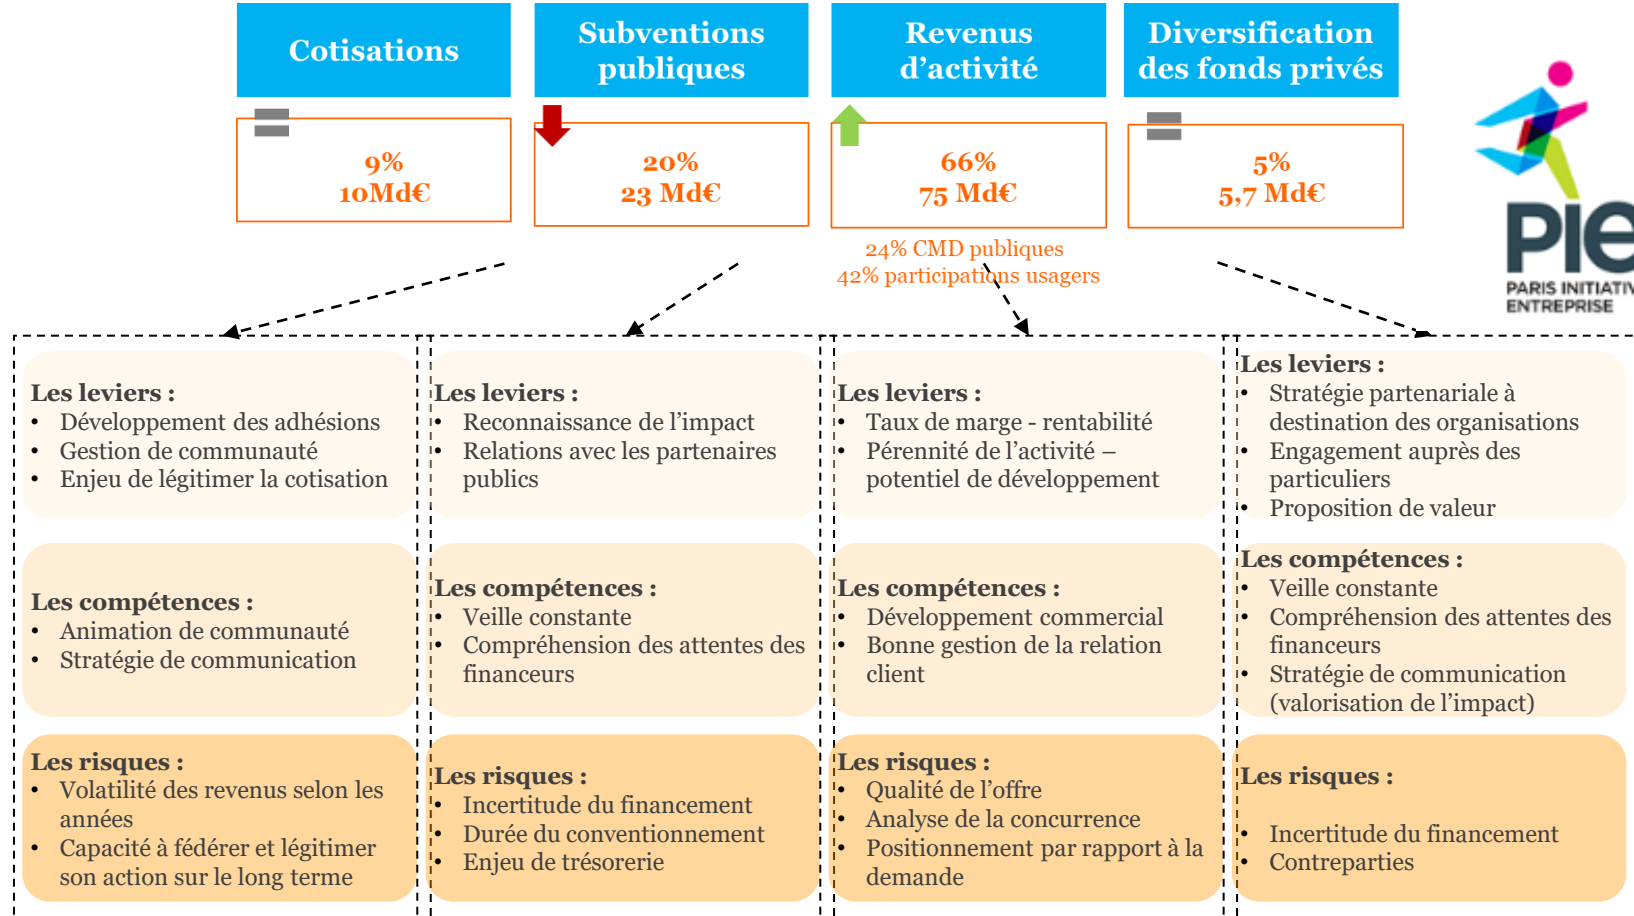 Cotisations
Subventions
publiques
Revenus
d'activité
Diversification
des fonds privés
9%
10Md€
20%
23 Md€
66%
75 Md€
5%
5,7 Md€
24% CMD publiques
42% participations usagers
PIE
PARIS INITIATIV
ENTREPRISE
Les leviers :
• Développement des adhésions
• Gestion de communauté
• Enjeu de légitimer la cotisation
Les compétences :
• Animation de communauté
• Stratégie de communication
Les risques :
• Volatilité des revenus selon les
années
• Capacité à fédérer et légitimer
son action sur le long terme
Les leviers :
• Reconnaissance de l'impact
• Relations avec les partenaires
publics
Les compétences :
• Veille constante
• Compréhension des attentes des
financeurs
Les risques :
• Incertitude du financement
• Durée du conventionnement
• Enjeu de trésorerie
Les leviers :
• Taux de marge - rentabilité
• Pérennité de l'activité –
potentiel de développement
Les compétences :
• Développement commercial
• Bonne gestion de la relation
client
Les risques :
• Qualité de l'offre
• Analyse de la concurrence
• Positionnement par rapport à la
demande
Les leviers :
• Stratégie partenariale à
destination des organisations
• Engagement auprès des
particuliers
• Proposition de valeur
Les compétences :
• Veille constante
• Compréhension des attentes des
financeurs
• Stratégie de communication
(valorisation de l'impact)
Les risques :
• Incertitude du financement
• Contreparties